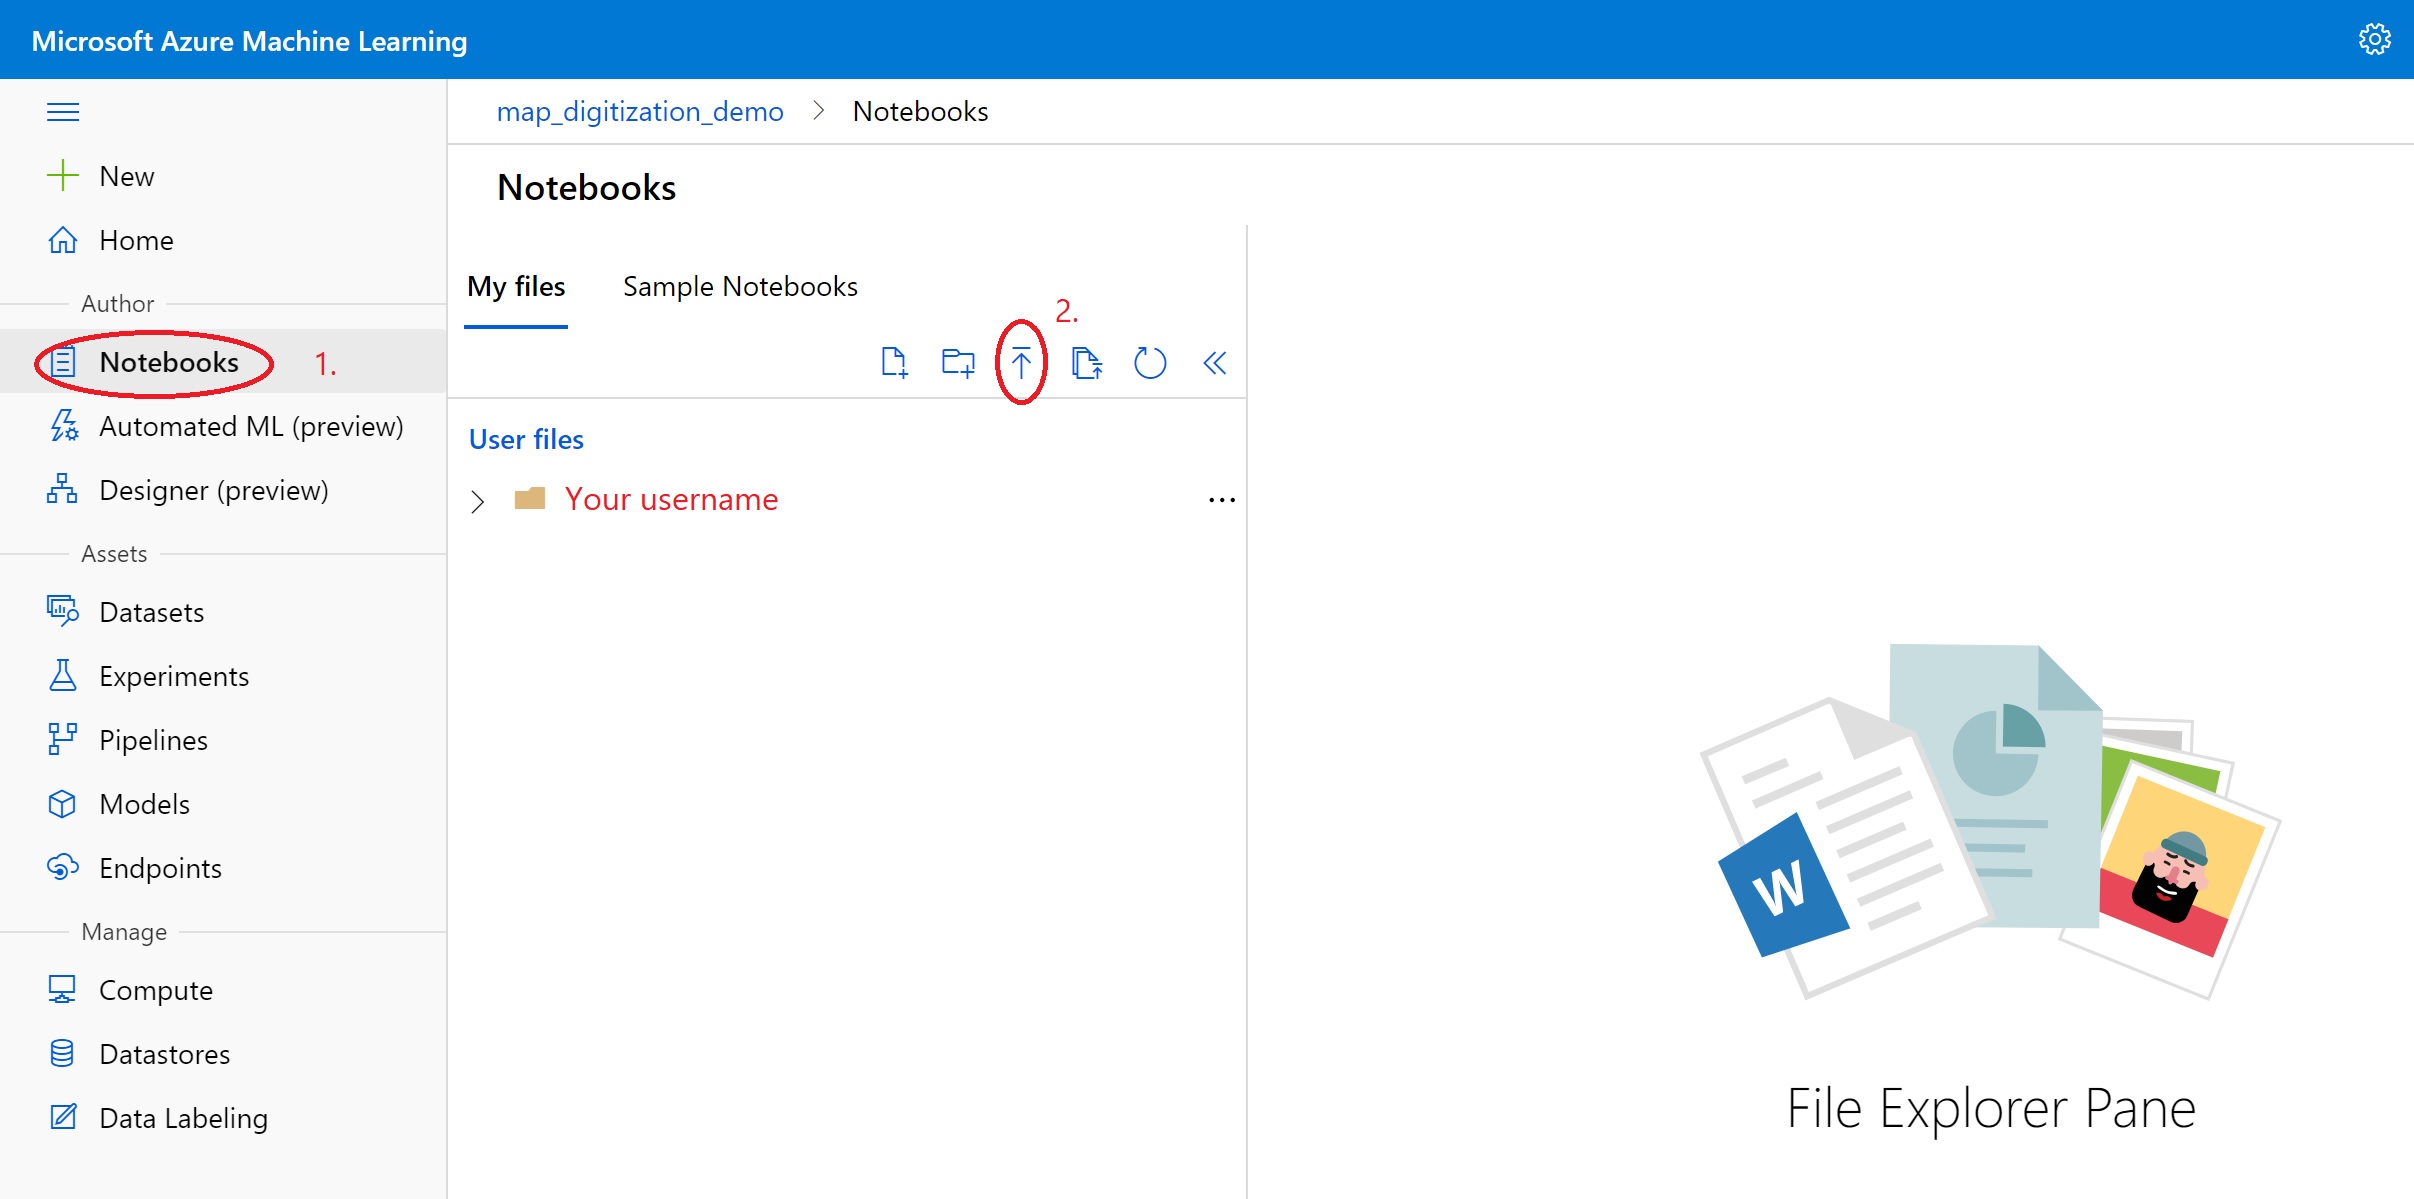 Microsoft Azure Machine Learning
map_digitization_demo > Notebooks
New
Home
Author
Notebooks 1.
Automated ML (preview)
Designer (preview)
Assets
Datasets
Experiments
Pipelines
Models
Endpoints
Manage
Compute
Datastores
Data Labeling
Notebooks
My files Sample Notebooks
2.
User files
Your username ...
W
File Explorer Pane